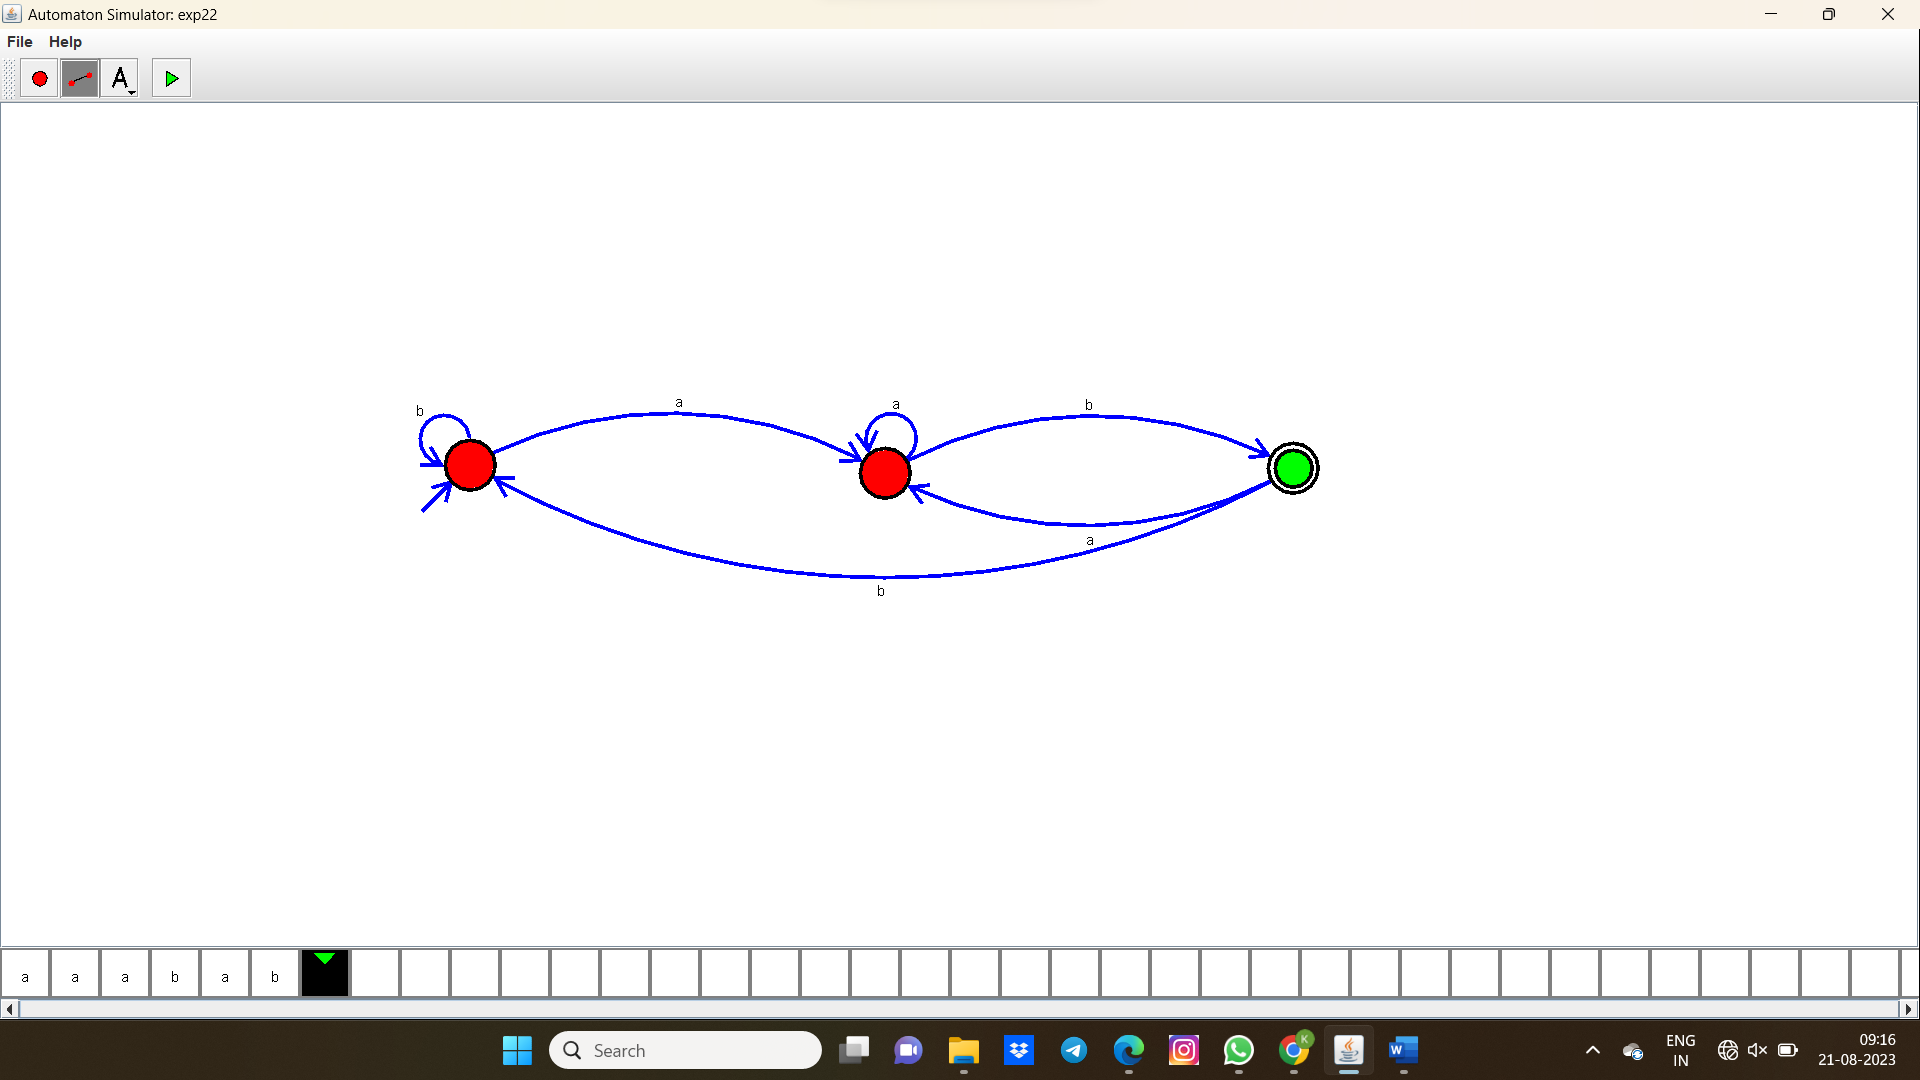 Automaton Simulator: exp22
File Help
A
b
a
a
b
a
b
a a a b a b
Search
K
W
ENG
IN
09:16
21-08-2023